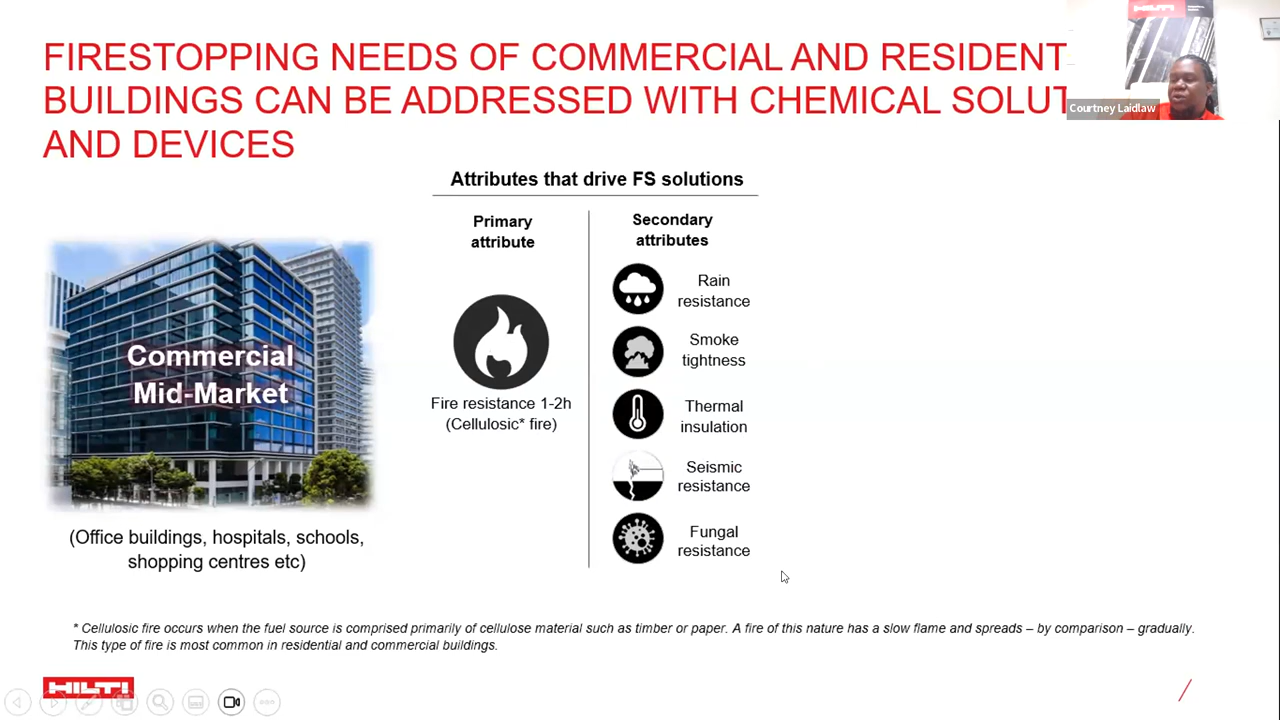 FIRESTOPPING NEEDS OF COMMERCIAL AND RESIDENT
BUILDINGS CAN BE ADDRESSED WITH CHEMICAL SOLUT
AND DEVICES
HILTI
Courtney Laidlaw
Attributes that drive FS solutions
Primary
attribute
Fire resistance 1-2h
(Cellulosic* fire)
Secondary
attributes
Rain
resistance
Smoke
tightness
Thermal
insulation
Seismic
resistance
Fungal
resistance
Commercial
Mid-Market
(Office buildings, hospitals, schools,
shopping centres etc)
* Cellulosic fire occurs when the fuel source is comprised primarily of cellulose material such as timber or paper. A fire of this nature has a slow flame and spreads – by comparison – gradually.
This type of fire is most common in residential and commercial buildings.
HILTI